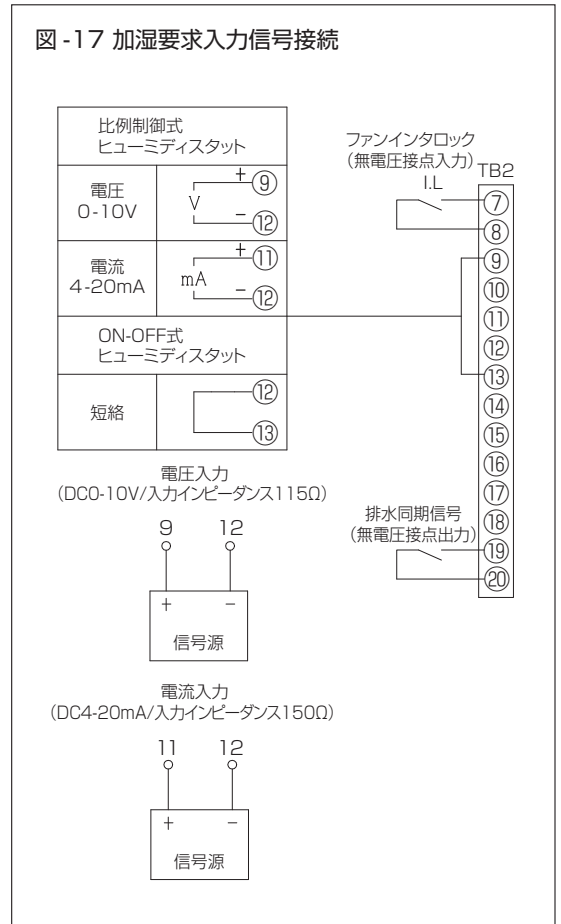 図-17 加湿要求入力信号接続
比例制御式
ヒューミディスタット
電圧
0-10V
+
V
−
⑨
⑫
電流
4-20mA
+
mA
−
⑪
⑫
ON-OFF式
ヒューミディスタット
短絡
⑫
⑬
ファンインタロック
(無電圧接点入力)
I.L
TB2
⑦
⑧
⑨
⑩
⑪
⑫
⑬
⑭
⑮
⑯
⑰
⑱
⑲
⑳
排水同期信号
(無電圧接点出力)
電圧入力
(DC0-10V/入力インピーダンス115Ω)
9 12
+ −
信号源
電流入力
(DC4-20mA/入力インピーダンス150Ω)
11 12
+ −
信号源